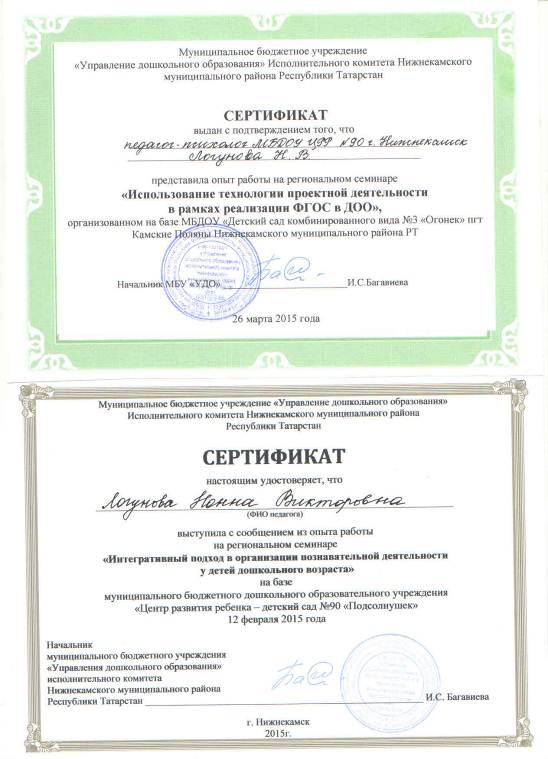 Муниципальное бюджетное учреждение
«Управление дошкольного образования» Исполнительного комитета Нижнекамского
муниципального района Республики Татарстан
СЕРТИФИКАТ
выдан с подтверждением того, что
педагог-психолог МБДОУ ЦРР №90 г. Нижнекамск
Логунова Н. В.
представила опыт работы на региональном семинаре
«Использование технологии проектной деятельности
в рамках реализации ФГОС в ДОО»,
организованном на базе МБДОУ «Детский сад комбинированного вида №3 «Огонек» пгт
Камские Поляны Нижнекамского муниципального района РТ
Начальник МБУ «УДО» И.С.Багавиева
26 марта 2015 года
Муниципальное бюджетное учреждение «Управление дошкольного образования»
Исполнительного комитета Нижнекамского муниципального района
Республики Татарстан
СЕРТИФИКАТ
настоящим удостоверяет, что
Логунова Нонна Викторовна
(ФИО педагога)
выступила с сообщением из опыта работы
на региональном семинаре
«Интегративный подход в организации познавательной деятельности
у детей дошкольного возраста»
на базе
муниципального бюджетного дошкольного образовательного учреждения
«Центр развития ребенка – детский сад №90 «Подсолнушек»
12 февраля 2015 года
Начальник
муниципального бюджетного учреждения
«Управления дошкольного образования»
исполнительного комитета
Нижнекамского муниципального района
Республики Татарстан И.С. Багавиева
г. Нижнекамск
2015г.